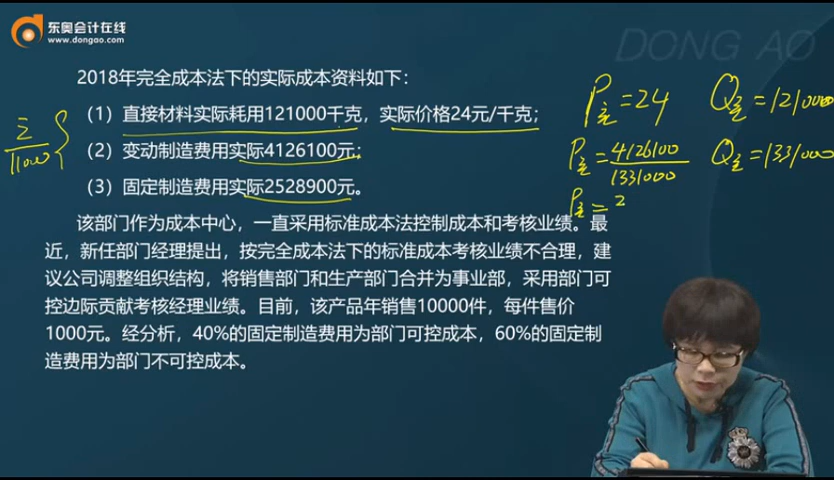 东奥会计在线
www.dongao.com
DONG AO
2018年完全成本法下的实际成本资料如下：
（1）直接材料实际耗用121000千克，实际价格24元/千克；
（2）变动制造费用实际4126100元；
（3）固定制造费用实际2528900元。
该部门作为成本中心，一直采用标准成本法控制成本和考核业绩。最
近，新任部门经理提出，按完全成本法下的标准成本考核业绩不合理，建
议公司调整组织结构，将销售部门和生产部门合并为事业部，采用部门可
控边际贡献考核经理业绩。目前，该产品年销售10000件，每件售价
1000元。经分析，40%的固定制造费用为部门可控成本，60%的固定制
造费用为部门不可控成本。
11000
P实=24 Q实=121000
P实=4126100/1331000 Q实=1331000
P实=2